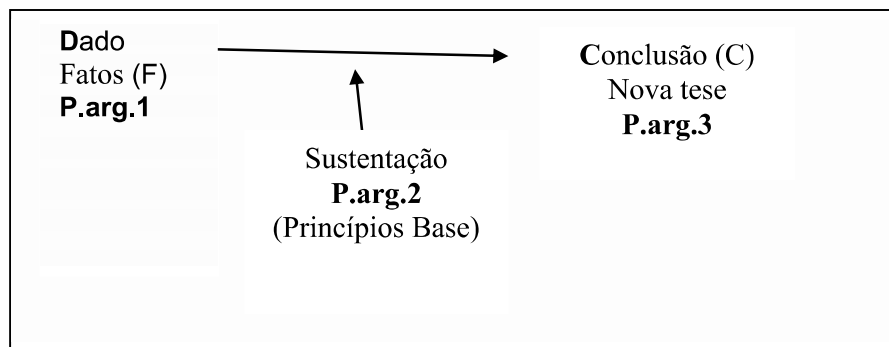 Dado
Fatos (F)
P.arg.1
Conclusão (C)
Nova tese
P.arg.3
Sustentação
P.arg.2
(Princípios Base)